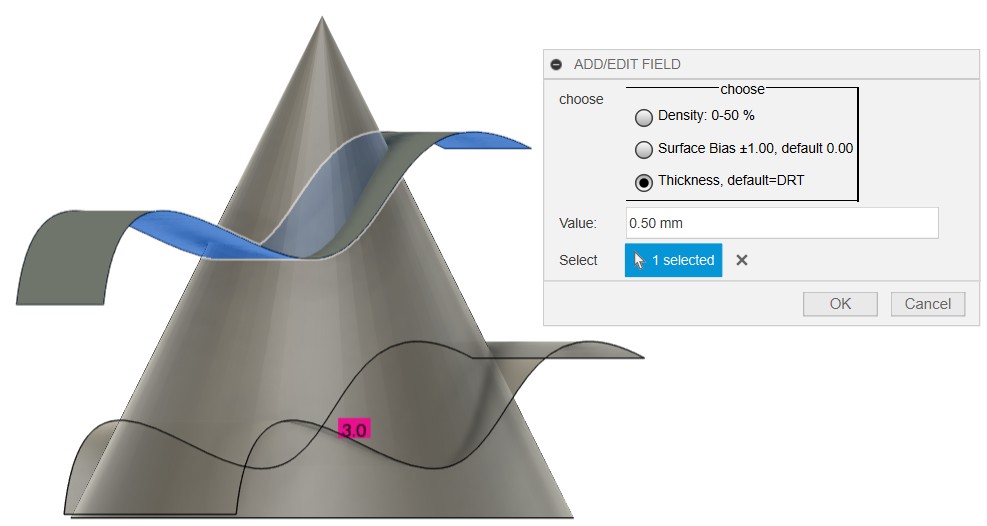 ADD/EDIT FIELD
choose
choose
Density: 0-50 %
Surface Bias ±1.00, default 0.00
Thickness, default=DRT
Value: 0.50 mm
Select 1 selected
OK Cancel
3.0